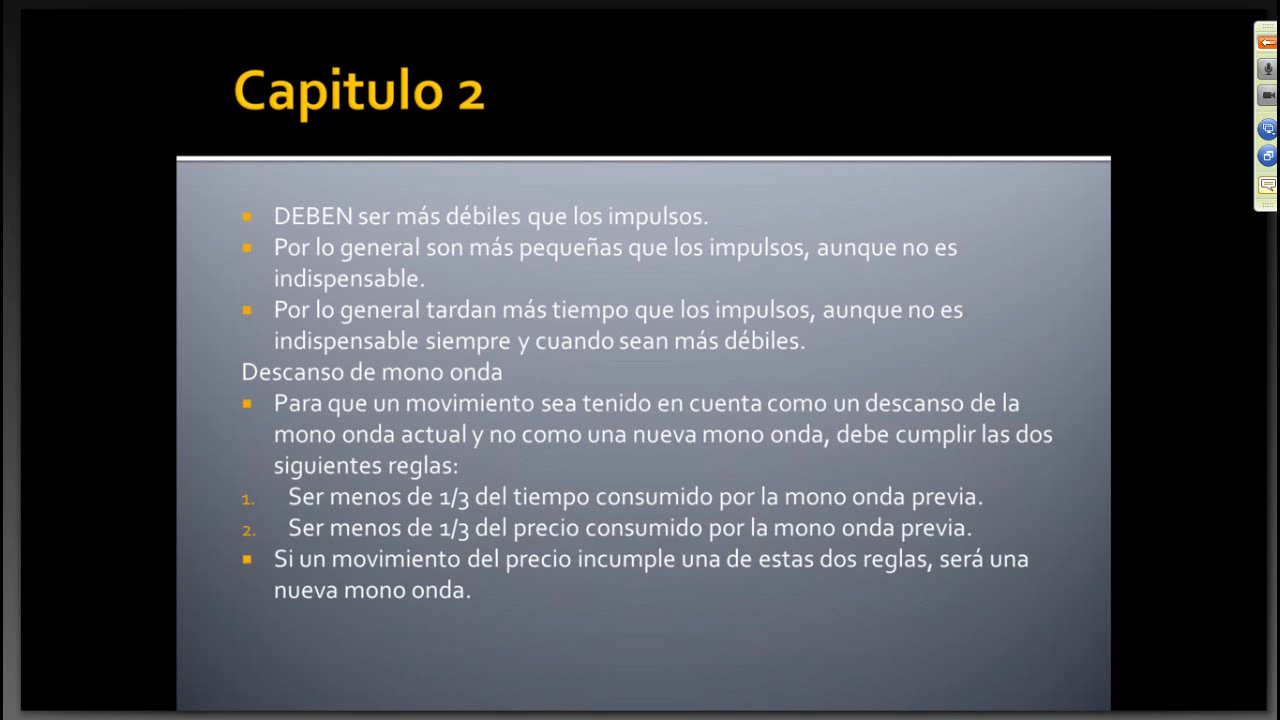 Capitulo 2
DEBEN ser más débiles que los impulsos.
Por lo general son más pequeñas que los impulsos, aunque no es
indispensable.
Por lo general tardan más tiempo que los impulsos, aunque no es
indispensable siempre y cuando sean más débiles.
Descanso de mono onda
Para que un movimiento sea tenido en cuenta como un descanso de la
mono onda actual y no como una nueva mono onda, debe cumplir las dos
siguientes reglas:
1. Ser menos de 1/3 del tiempo consumido por la mono onda previa.
2. Ser menos de 1/3 del precio consumido por la mono onda previa.
Si un movimiento del precio incumple una de estas dos reglas, será una
nueva mono onda.